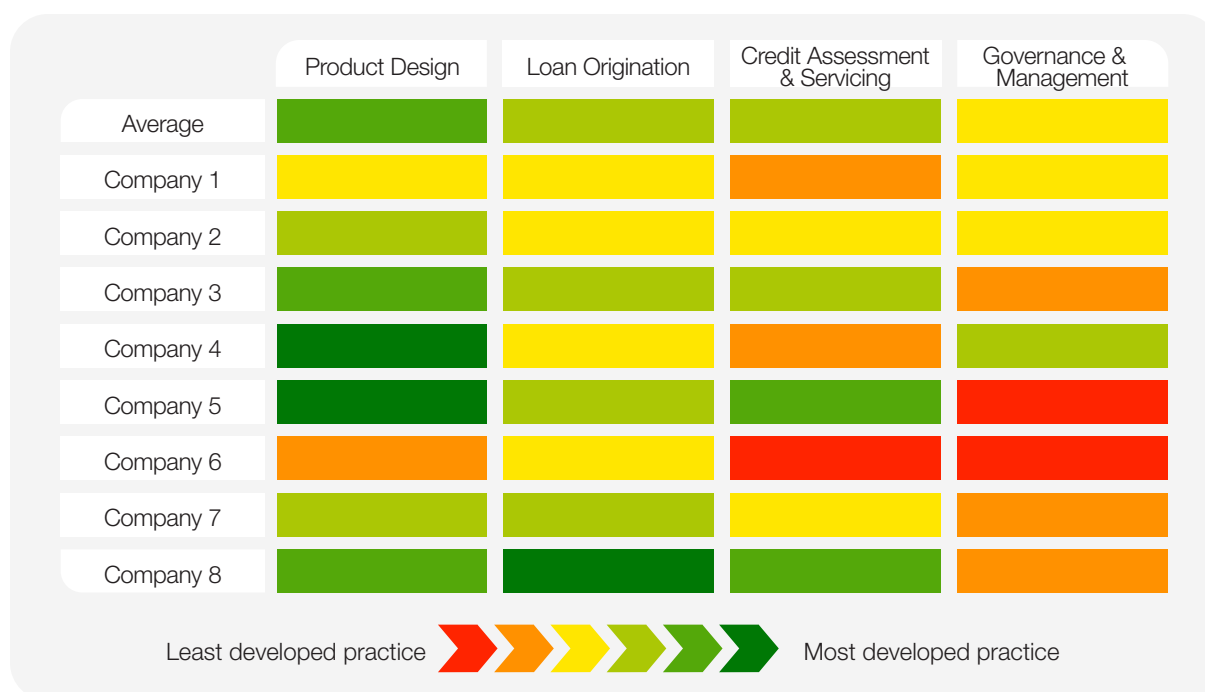 Product Design
Loan Origination
Credit Assessment
& Servicing
Governance &
Management
Average
Company 1
Company 2
Company 3
Company 4
Company 5
Company 6
Company 7
Company 8
Least developed practice
Most developed practice